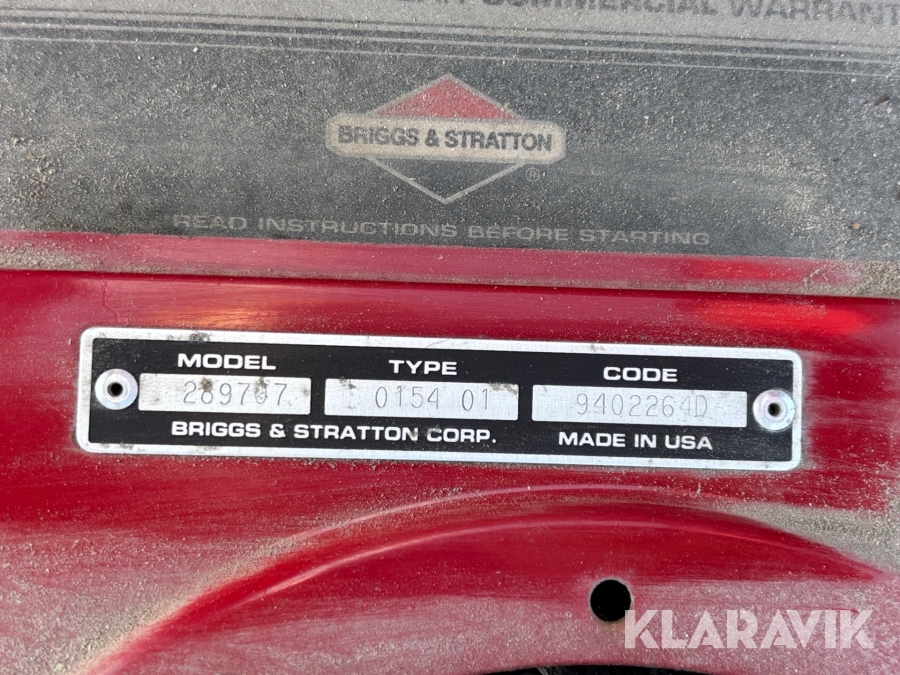 COMMERCIAL WARRANT
BRIGGS & STRATTON
®
READ INSTRUCTIONS BEFORE STARTING
MODEL TYPE CODE
289707 0154 01 9402264D
BRIGGS & STRATTON CORP. MADE IN USA
KLARAVIK